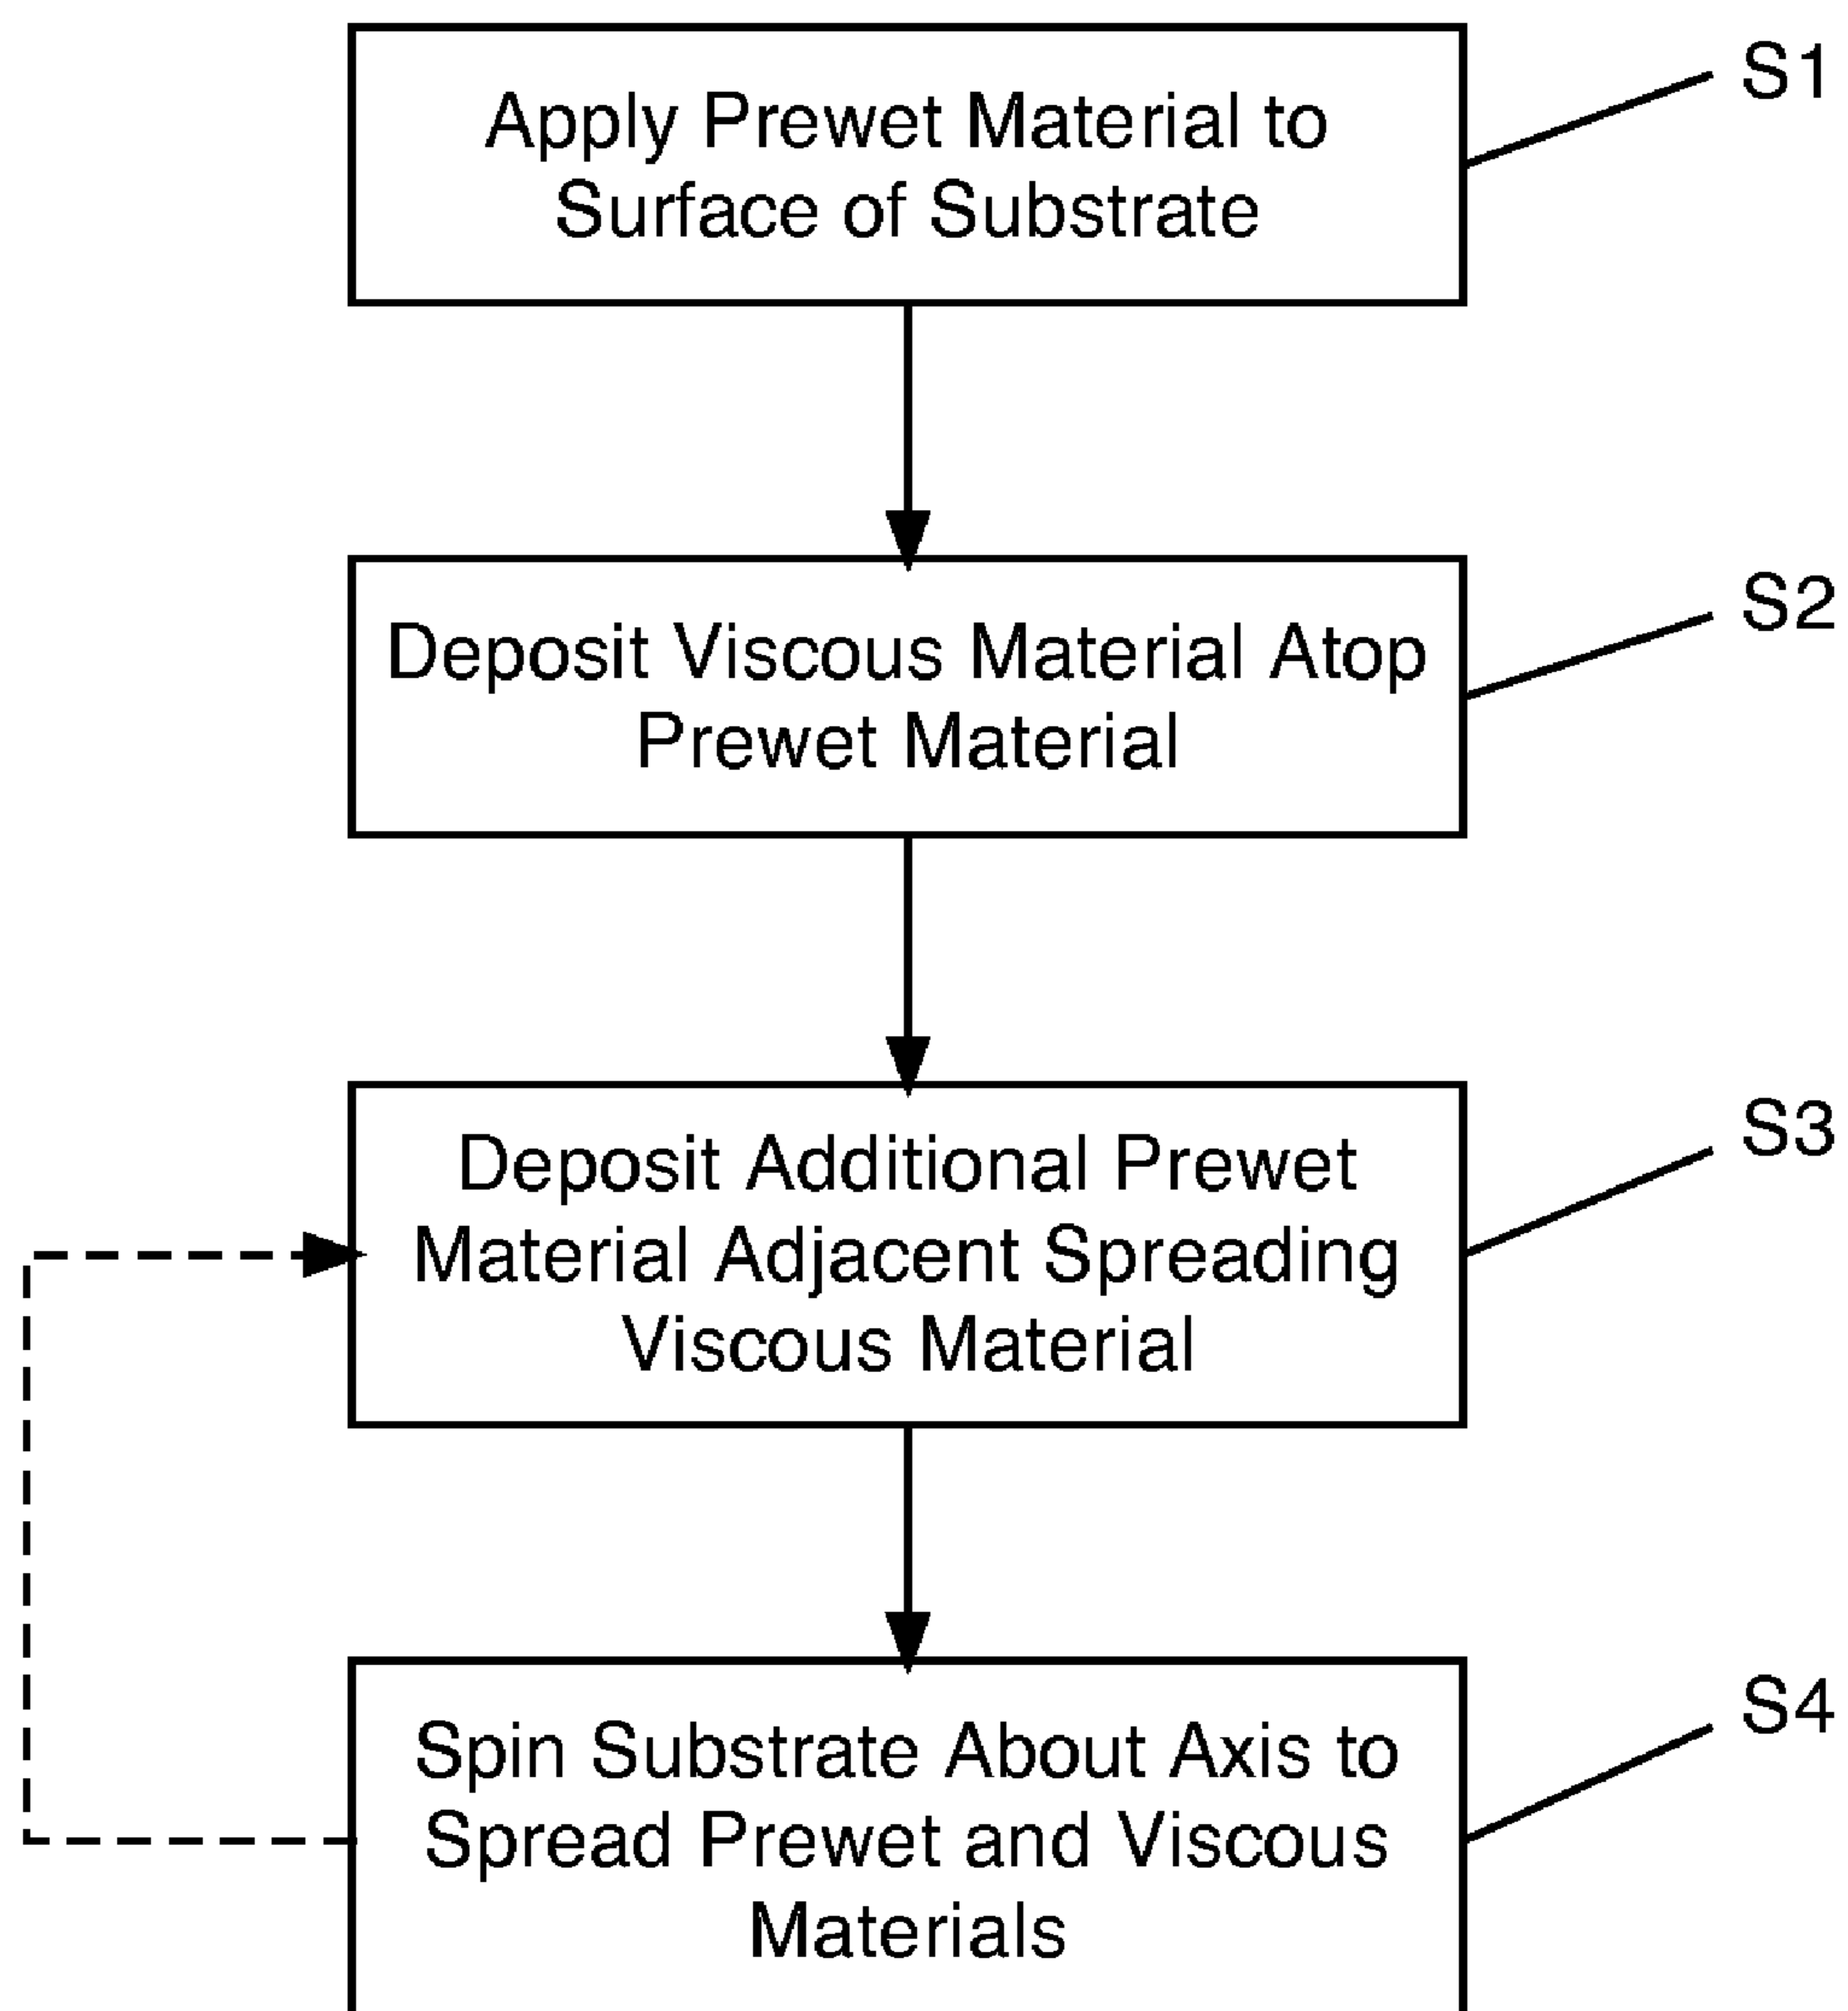 Apply Prewet Material to
Surface of Substrate
S1
Deposit Viscous Material Atop
Prewet Material
S2
Deposit Additional Prewet
Material Adjacent Spreading
Viscous Material
S3
Spin Substrate About Axis to
Spread Prewet and Viscous
Materials
S4